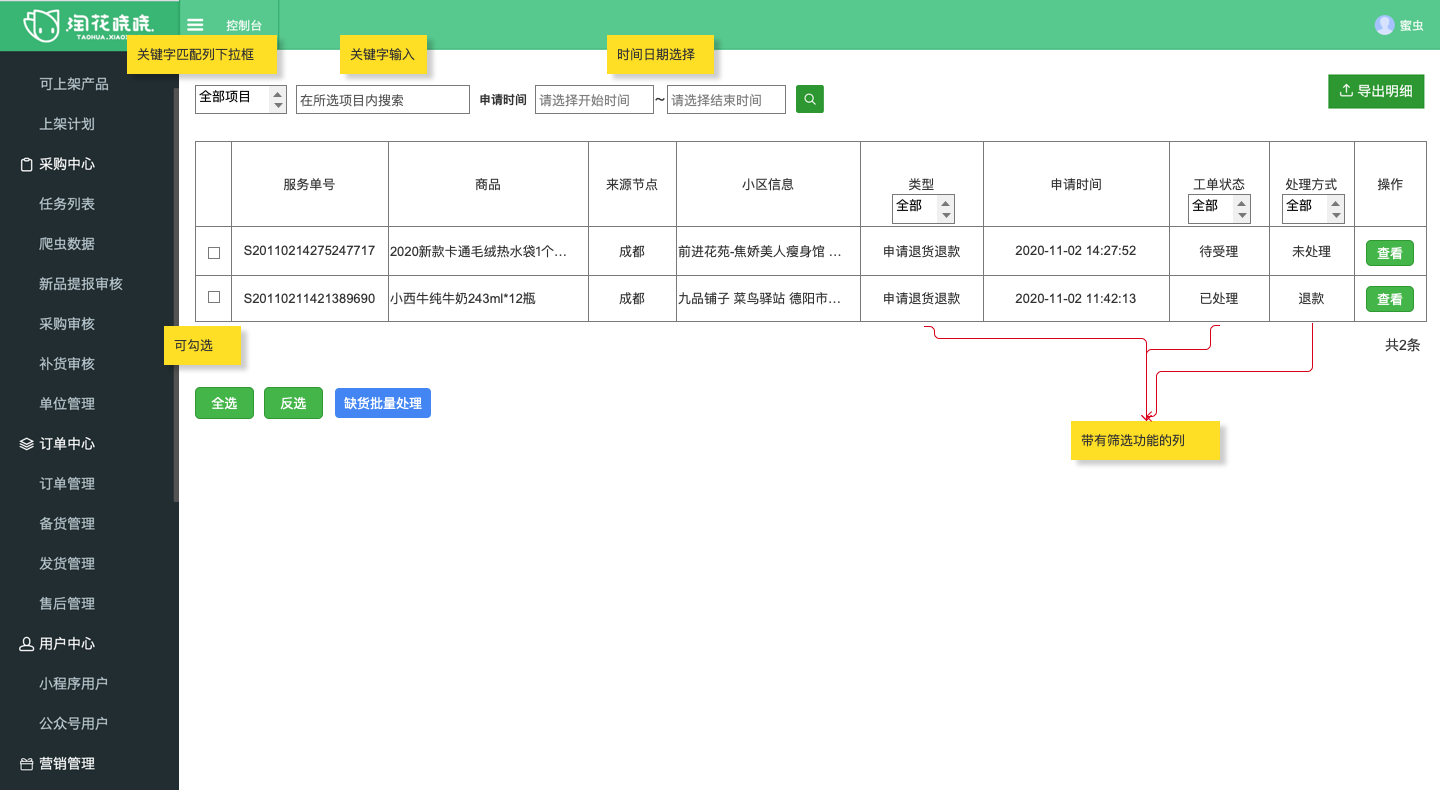 淘花晓晓
控制台
蜜虫
关键字匹配列下拉框
关键字输入
时间日期选择
可上架产品
上架计划
采购中心
任务列表
爬虫数据
新品提报审核
采购审核
补货审核
单位管理
订单中心
订单管理
备货管理
发货管理
售后管理
用户中心
小程序用户
公众号用户
营销管理
全部项目 在所选项目内搜索 申请时间 请选择开始时间 ~ 请选择结束时间
导出明细
服务单号 商品 来源节点 小区信息 类型 申请时间 工单状态 处理方式 操作
全部 全部 全部
S20110214275247717 2020新款卡通毛绒热水袋1个... 成都 前进花苑-焦娇美人瘦身馆 ... 申请退货退款 2020-11-02 14:27:52 待受理 未处理 查看
S20110211421389690 小西牛纯牛奶243ml*12瓶 成都 九品铺子 菜鸟驿站 德阳市... 申请退货退款 2020-11-02 11:42:13 已处理 退款 查看
可勾选
共2条
全选 反选 缺货批量处理
带有筛选功能的列